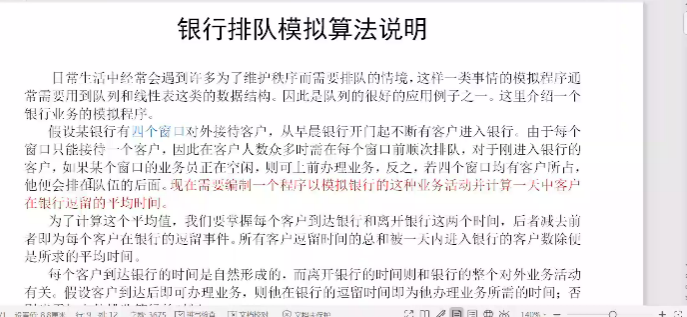 银行排队模拟算法说明
日常生活中经常会遇到许多为了维护秩序而需要排队的情境，这样一类事情的模拟程序通
常需要用到队列和线性表这类的数据结构。因此是队列的很好的应用例子之一。这里介绍一个
银行业务的模拟程序。
假设某银行有四个窗口对外接待客户，从早晨银行开门起不断有客户进入银行。由于每个
窗口只能接待一个客户，因此在客户人数众多时需在每个窗口前顺次排队，对于刚进入银行的
客户，如果某个窗口的业务员正在空闲，则可上前办理业务，反之，若四个窗口均有客户所占，
他便会排在队伍的后面。现在需要编制一个程序以模拟银行的这种业务活动并计算一天中客户
在银行逗留的平均时间。
为了计算这个平均值，我们要掌握每个客户到达银行和离开银行这两个时间，后者减去前
者即为每个客户在银行的逗留事件。所有客户逗留时间的总和被一天内进入银行的客户数除便
是所求的平均时间。
每个客户到达银行的时间是自然形成的，而离开银行的时间则和银行的整个对外业务活动
有关。假设客户到达后即可办理业务，则他在银行的逗留时间即为他办理业务所需的时间；否